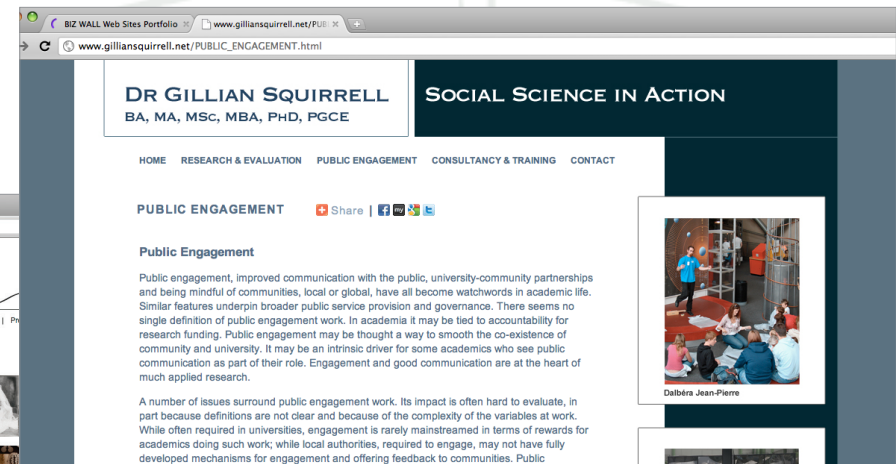 BIZ WALL Web Sites Portfolio
www.gilliansquirrell.net/PUB
www.gilliansquirrell.net/PUBLIC_ENGAGEMENT.html
DR GILLIAN SQUIRRELL
BA, MA, MSC, MBA, PHD, PGCE
SOCIAL SCIENCE IN ACTION
HOME RESEARCH & EVALUATION PUBLIC ENGAGEMENT CONSULTANCY & TRAINING CONTACT
PUBLIC ENGAGEMENT
Share |
Public Engagement
Public engagement, improved communication with the public, university-community partnerships
and being mindful of communities, local or global, have all become watchwords in academic life.
Similar features underpin broader public service provision and governance. There seems no
single definition of public engagement work. In academia it may be tied to accountability for
research funding. Public engagement may be thought a way to smooth the co-existence of
community and university. It may be an intrinsic driver for some academics who see public
communication as part of their role. Engagement and good communication are at the heart of
much applied research.
A number of issues surround public engagement work. Its impact is often hard to evaluate, in
part because definitions are not clear and because of the complexity of the variables at work.
While often required in universities, engagement is rarely mainstreamed in terms of rewards for
academics doing such work; while local authorities, required to engage, may not have fully
developed mechanisms for engagement and offering feedback to communities. Public
Dalbéra Jean-Pierre